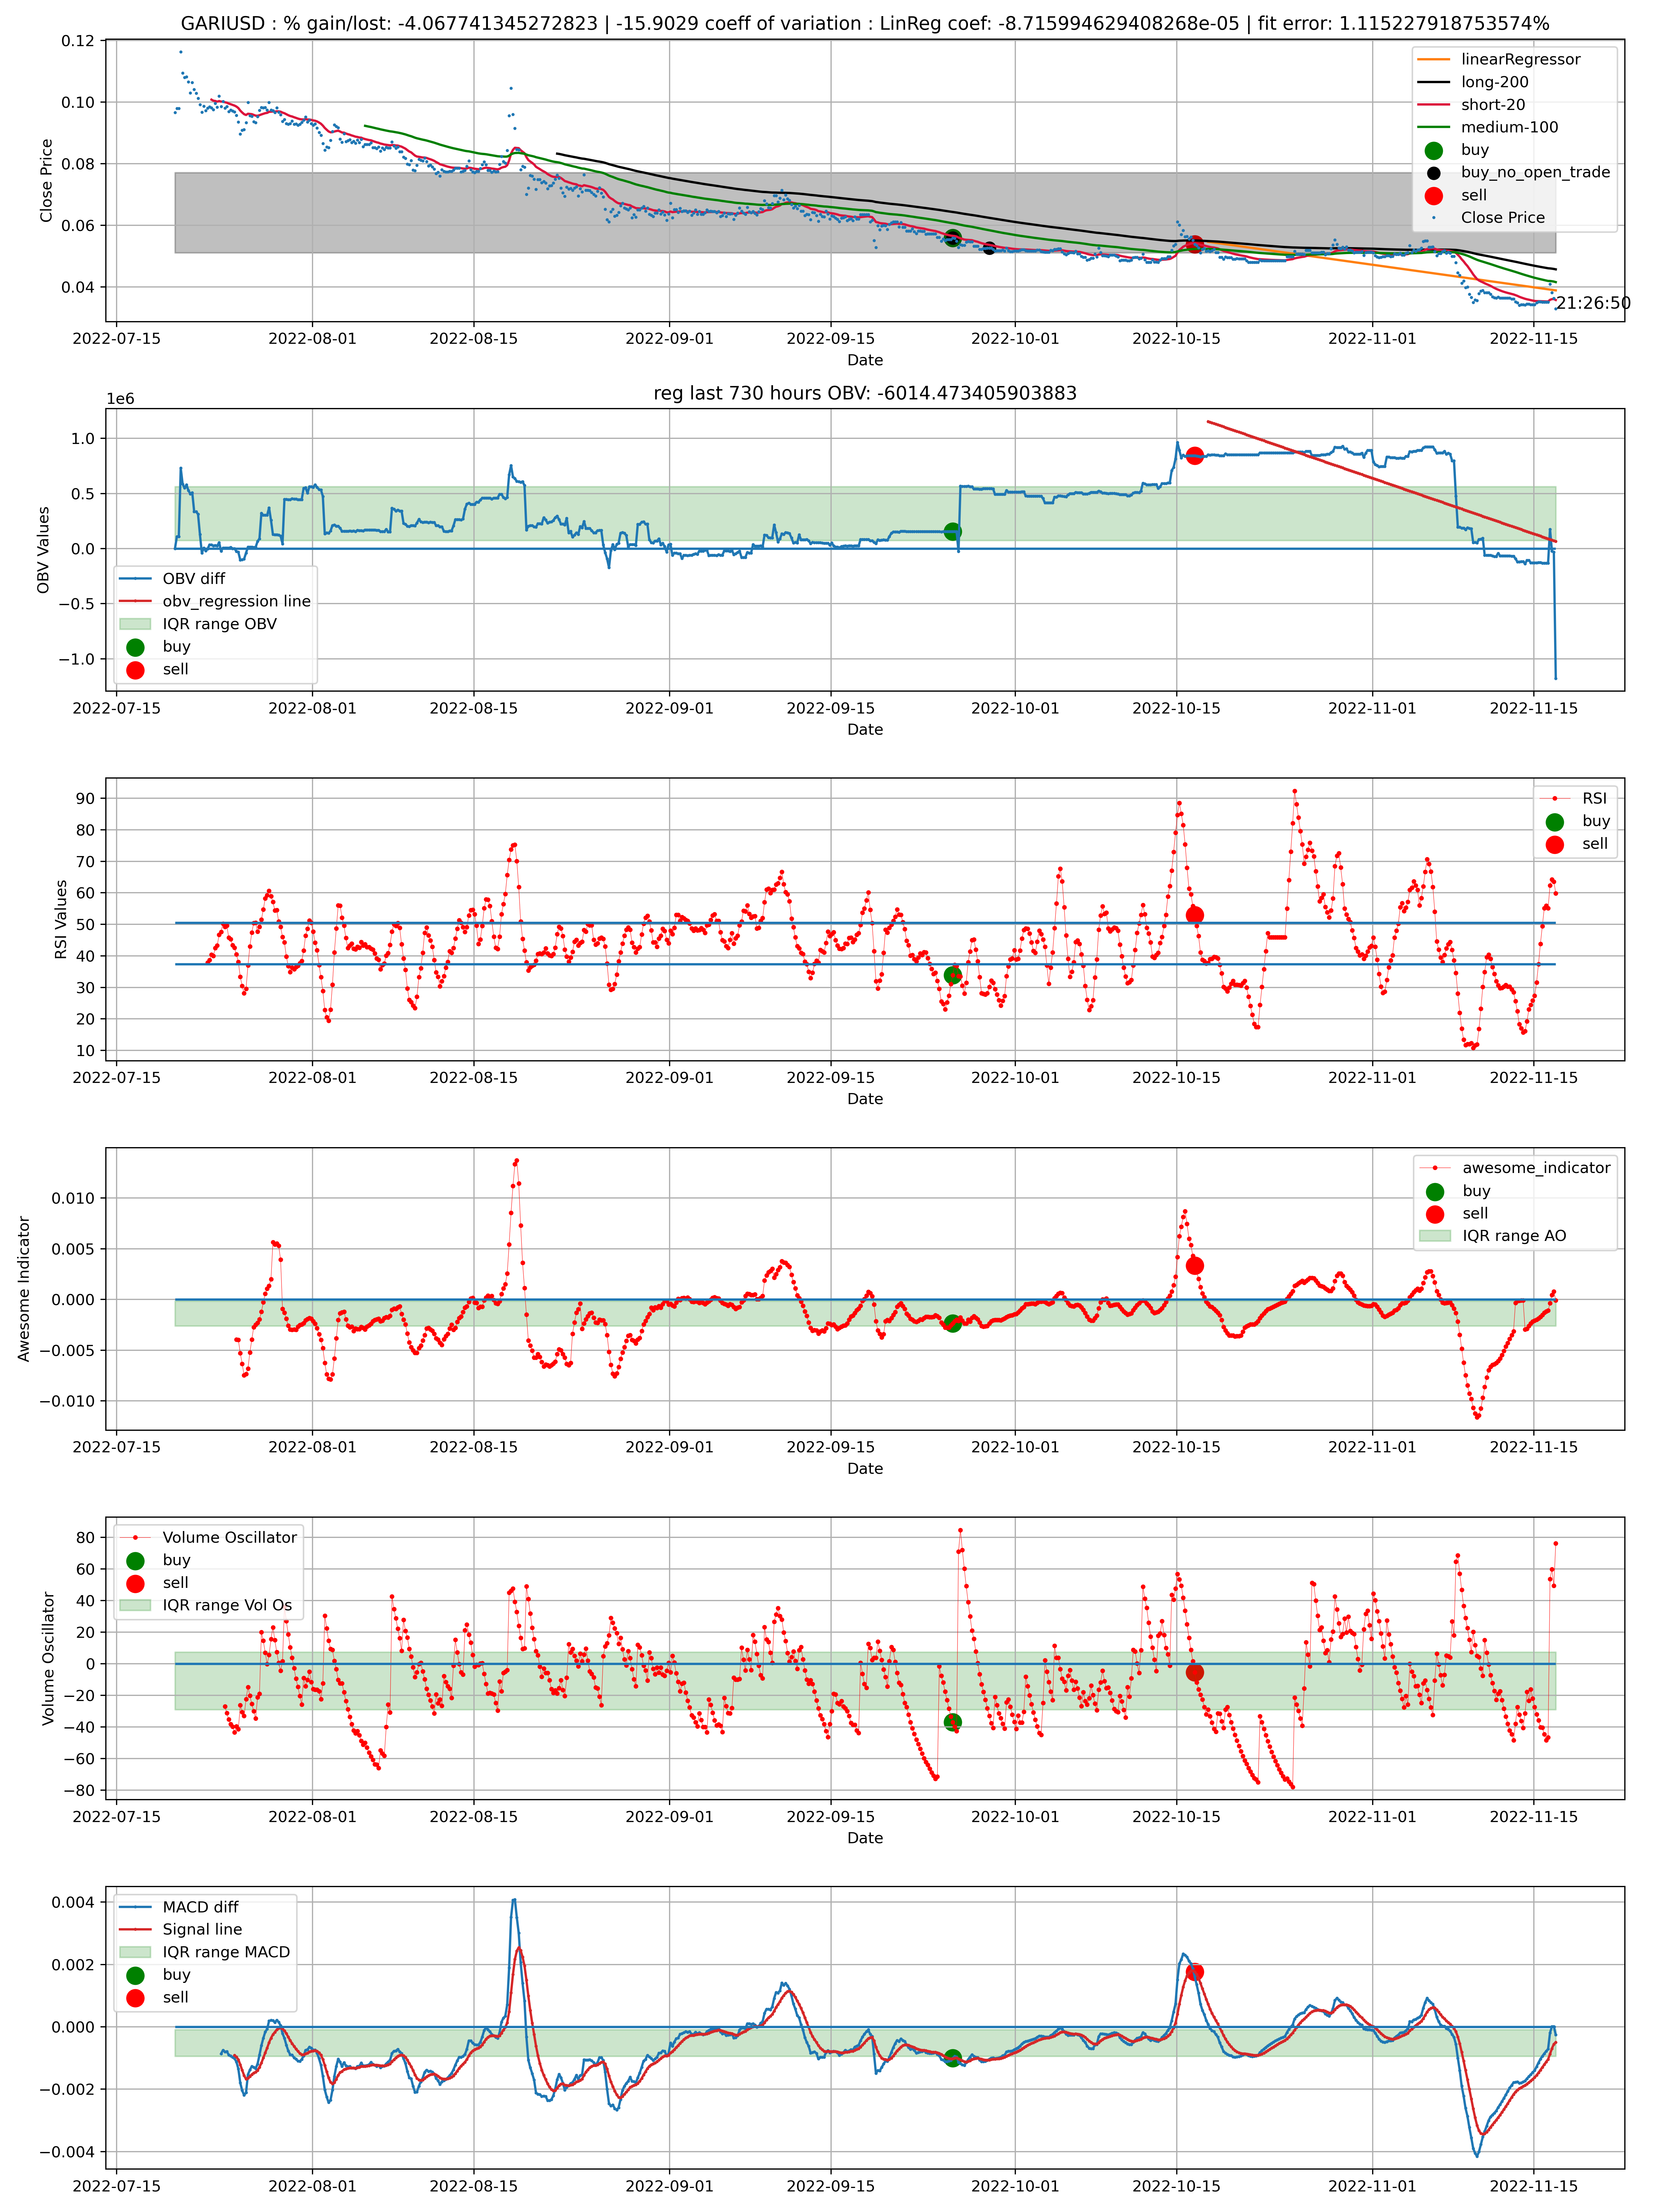 GARIUSD : % gain/lost: -4.067741345272823 | -15.9029 coeff of variation : LinReg coef: -8.715994629408268e-05 | fit error: 1.115227918753574%
0.12
0.10
0.08
0.06
0.04
Close Price
linearRegressor
long-200
short-20
medium-100
buy
buy_no_open_trade
sell
Close Price
21:26:50
2022-07-15 2022-08-01 2022-08-15 2022-09-01 2022-09-15 2022-10-01 2022-10-15 2022-11-01 2022-11-15
Date
reg last 730 hours OBV: -6014.473405903883
1e6
1.0
0.5
0.0
−0.5
−1.0
OBV Values
OBV diff
obv_regression line
IQR range OBV
buy
sell
2022-07-15 2022-08-01 2022-08-15 2022-09-01 2022-09-15 2022-10-01 2022-10-15 2022-11-01 2022-11-15
Date
90
80
70
60
50
40
30
20
10
RSI Values
RSI
buy
sell
2022-07-15 2022-08-01 2022-08-15 2022-09-01 2022-09-15 2022-10-01 2022-10-15 2022-11-01 2022-11-15
Date
0.010
0.005
0.000
−0.005
−0.010
Awesome Indicator
awesome_indicator
buy
sell
IQR range AO
2022-07-15 2022-08-01 2022-08-15 2022-09-01 2022-09-15 2022-10-01 2022-10-15 2022-11-01 2022-11-15
Date
80
60
40
20
0
−20
−40
−60
−80
Volume Oscillator
Volume Oscillator
buy
sell
IQR range Vol Os
2022-07-15 2022-08-01 2022-08-15 2022-09-01 2022-09-15 2022-10-01 2022-10-15 2022-11-01 2022-11-15
Date
0.004
0.002
0.000
−0.002
−0.004
MACD diff
Signal line
IQR range MACD
buy
sell
2022-07-15 2022-08-01 2022-08-15 2022-09-01 2022-09-15 2022-10-01 2022-10-15 2022-11-01 2022-11-15